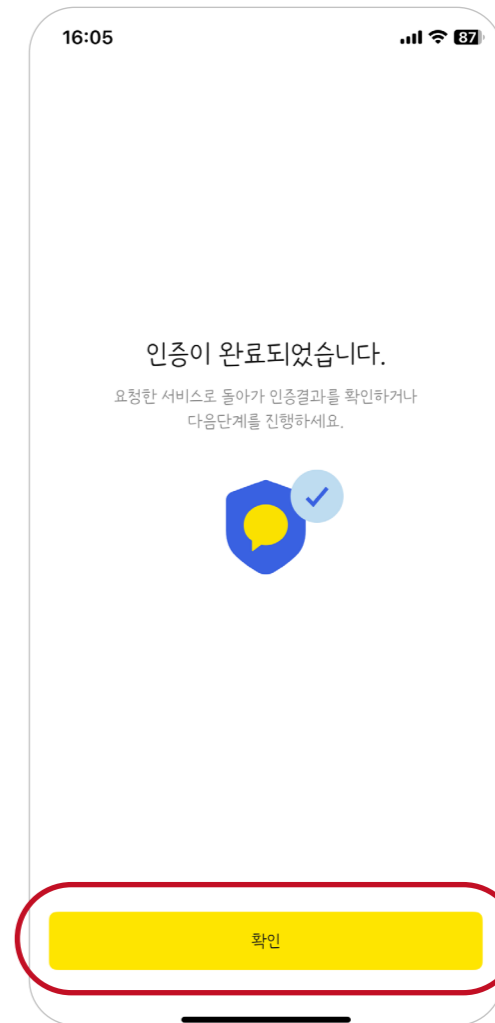 16:05
87
인증이 완료되었습니다.
요청한 서비스로 돌아가 인증결과를 확인하거나
다음단계를 진행하세요.
확인